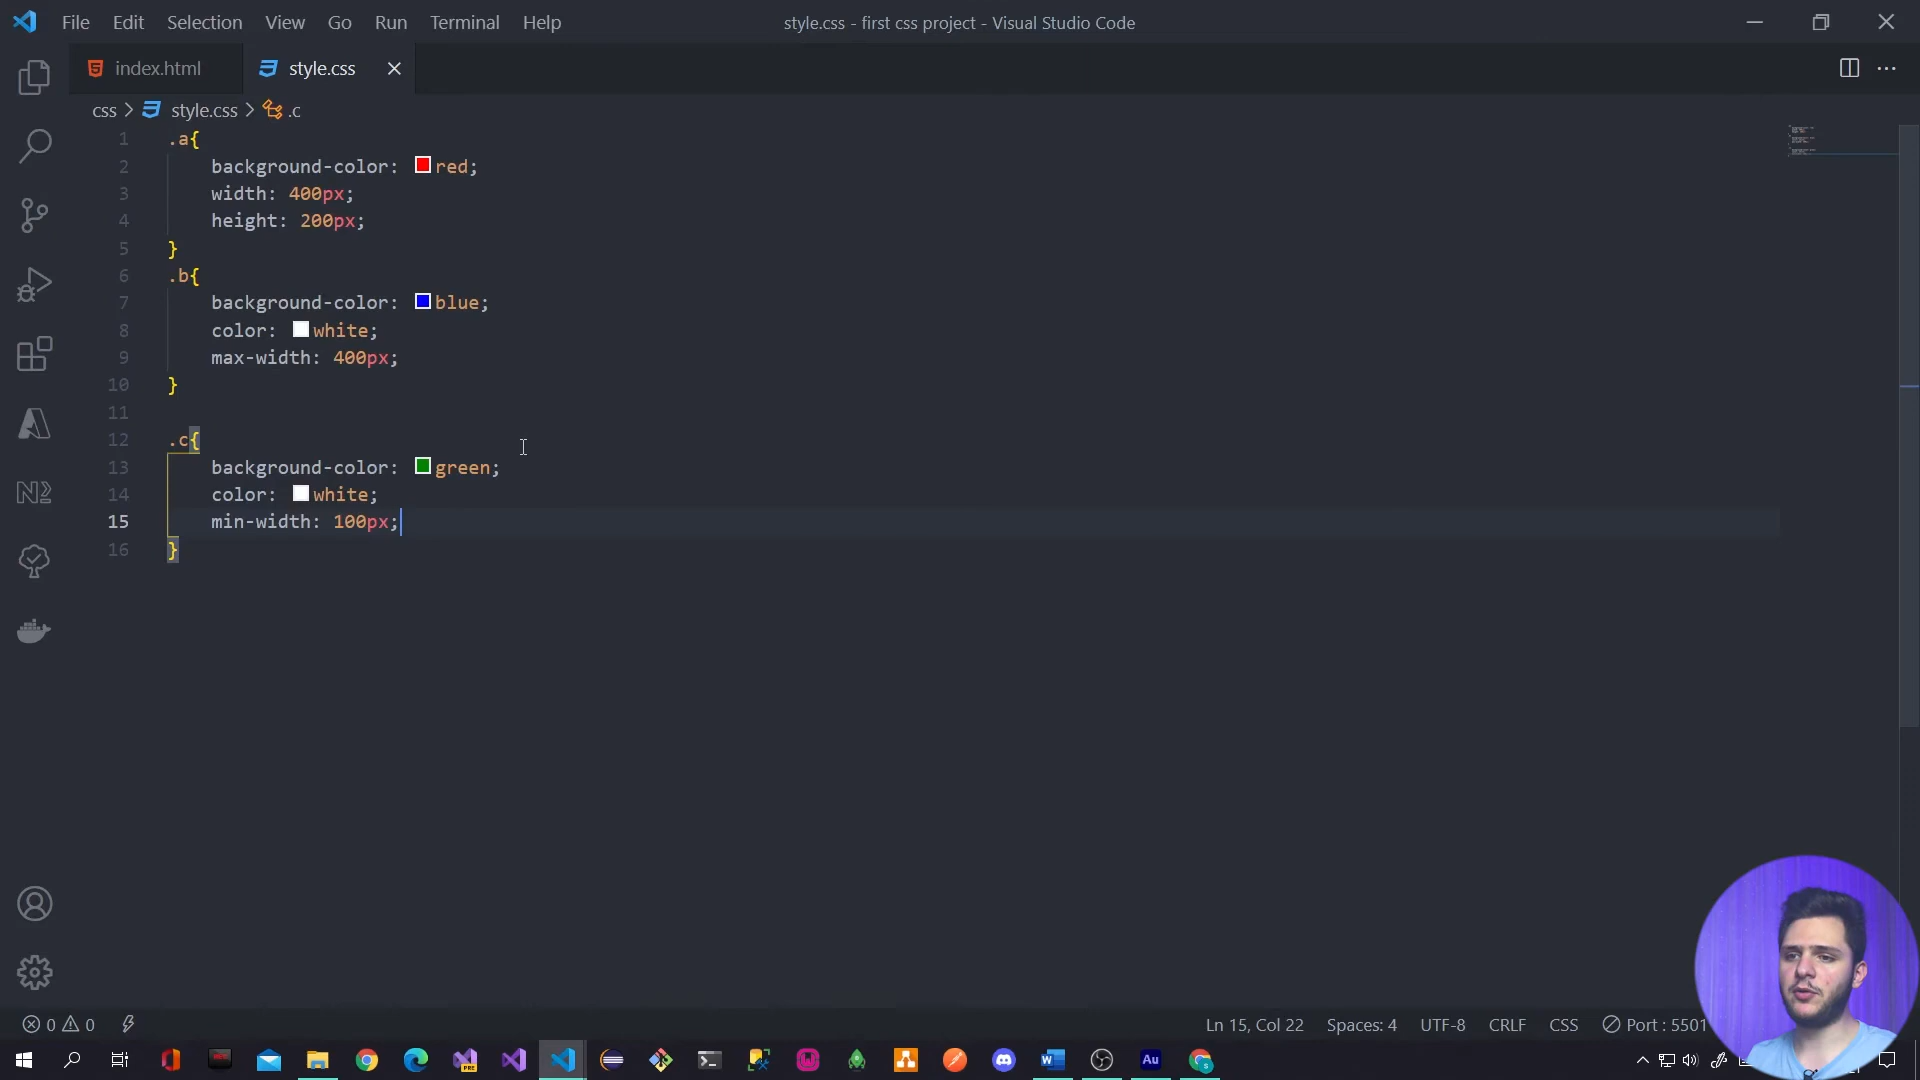 File Edit Selection View Go Run Terminal Help
style.css - first css project - Visual Studio Code
index.html
style.css
css > style.css > .c
1 .a{
2 background-color: red;
3 width: 400px;
4 height: 200px;
5 }
6 .b{
7 background-color: blue;
8 color: white;
9 max-width: 400px;
10 }
11
12 .c{
13 background-color: green;
14 color: white;
15 min-width: 100px;
16 }
0 0
Ln 15, Col 22 Spaces: 4 UTF-8 CRLF CSS Port : 5501
PRE
Au